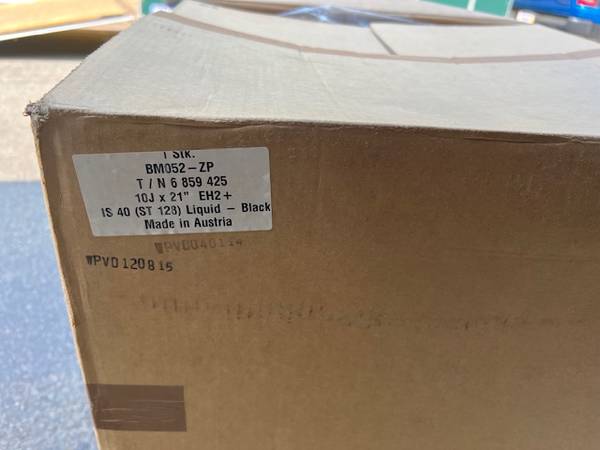 1 Stk.
BM052-ZP
T/N 6 859 425
10J x 21" EH2+
IS 40 (ST 128) Liquid - Black
Made in Austria
WPVD040114
WPVD120815